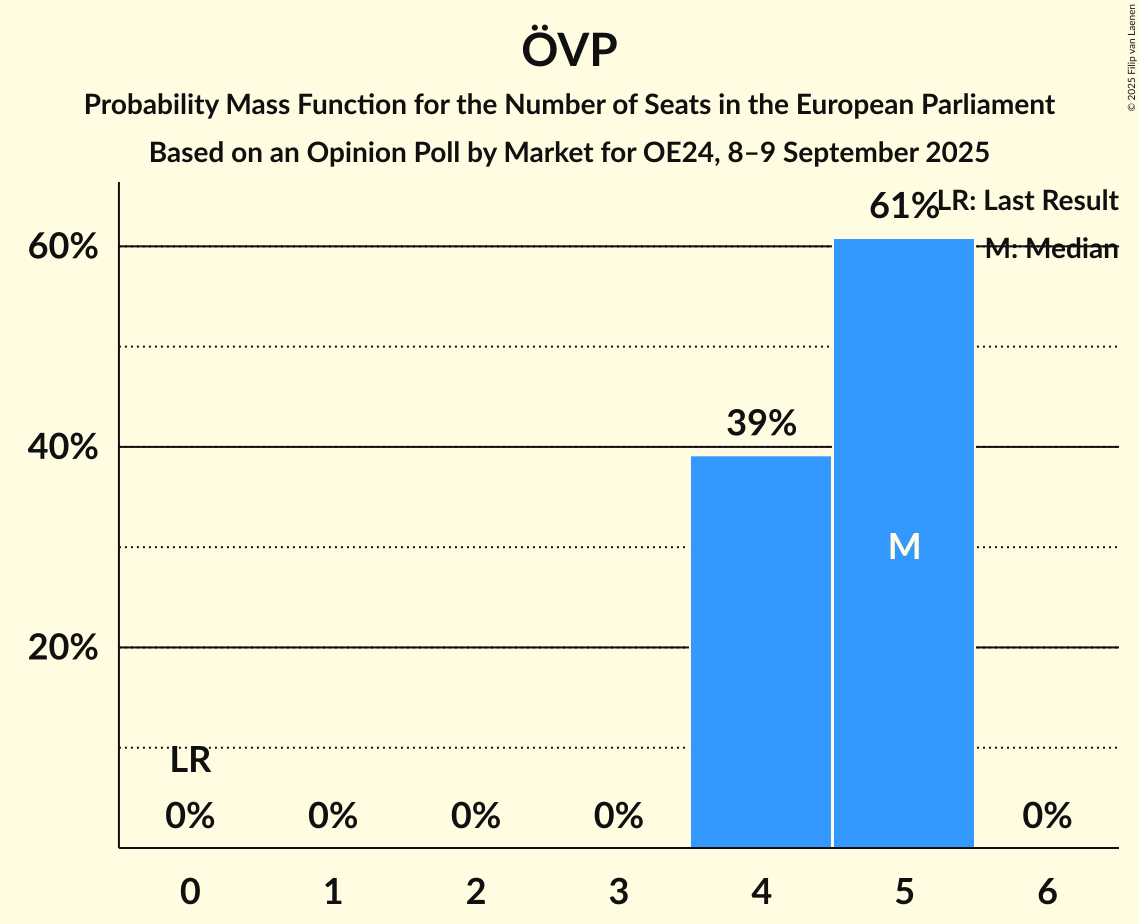 ÖVP
Probability Mass Function for the Number of Seats in the European Parliament
Based on an Opinion Poll by Market for OE24, 8–9 September 2025
© 2025 Filip van Laenen
LR: Last Result
M: Median
61%
60%
39%
40%
M
20%
LR
0% 0% 0% 0% 0%
0 1 2 3 4 5 6